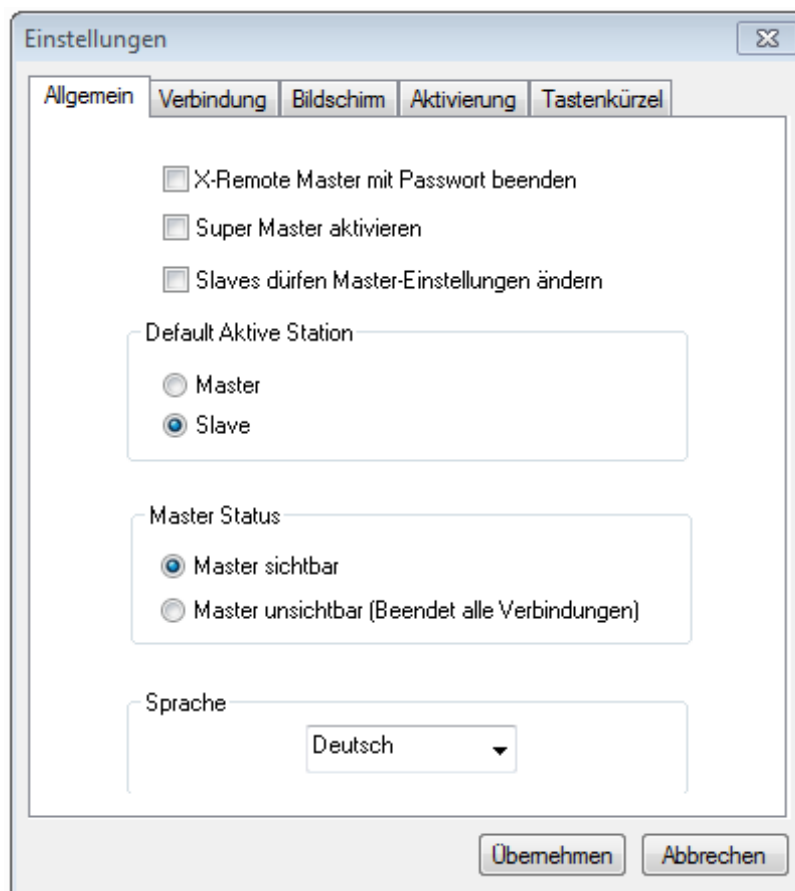 Einstellungen
Allgemein Verbindung Bildschirm Aktivierung Tastenkürzel
X-Remote Master mit Passwort beenden
Super Master aktivieren
Slaves dürfen Master-Einstellungen ändern
Default Aktive Station
Master
Slave
Master Status
Master sichtbar
Master unsichtbar (Beendet alle Verbindungen)
Sprache
Deutsch
Übernehmen Abbrechen